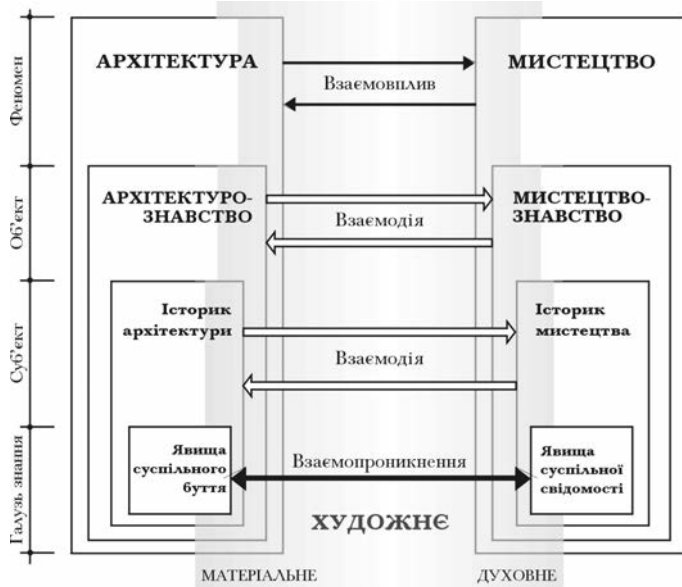 Феномен
АРХІТЕКТУРА
МИСТЕЦТВО
Взаємовплив
Об’єкт
АРХІТЕКТУРО-
ЗНАВСТВО
МИСТЕЦТВО-
ЗНАВСТВО
Взаємодія
Суб’єкт
Історик
архітектури
Історик
мистецтва
Взаємодія
Галузь знання
Явища
суспільного
буття
Взаємопроникнення
Явища
суспільної
свідомості
ХУДОЖНЄ
МАТЕРІАЛЬНЕ
ДУХОВНЕ